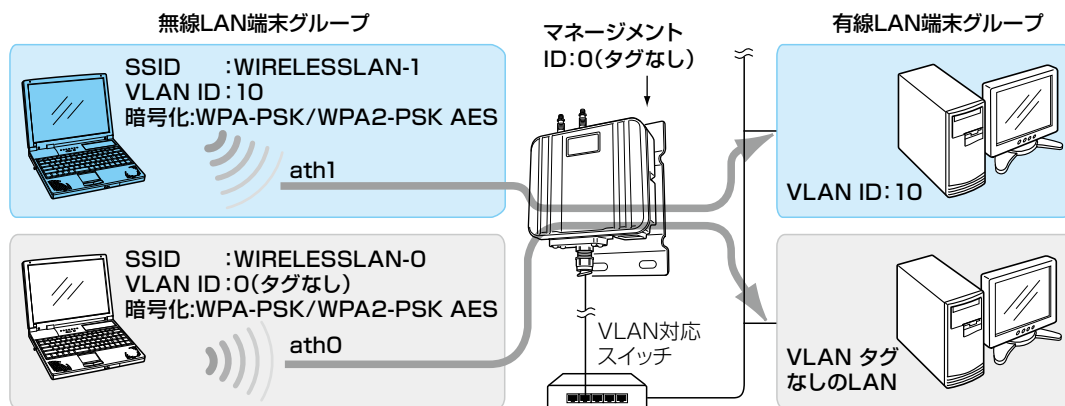 無線LAN端末グループ
SSID :WIRELESSLAN-1
VLAN ID:10
暗号化:WPA-PSK/WPA2-PSK AES
ath1
SSID :WIRELESSLAN-0
VLAN ID:0(タグなし)
暗号化:WPA-PSK/WPA2-PSK AES
ath0
マネージメント
ID:0(タグなし)
VLAN対応
スイッチ
有線LAN端末グループ
VLAN ID:10
VLAN タグ
なしのLAN